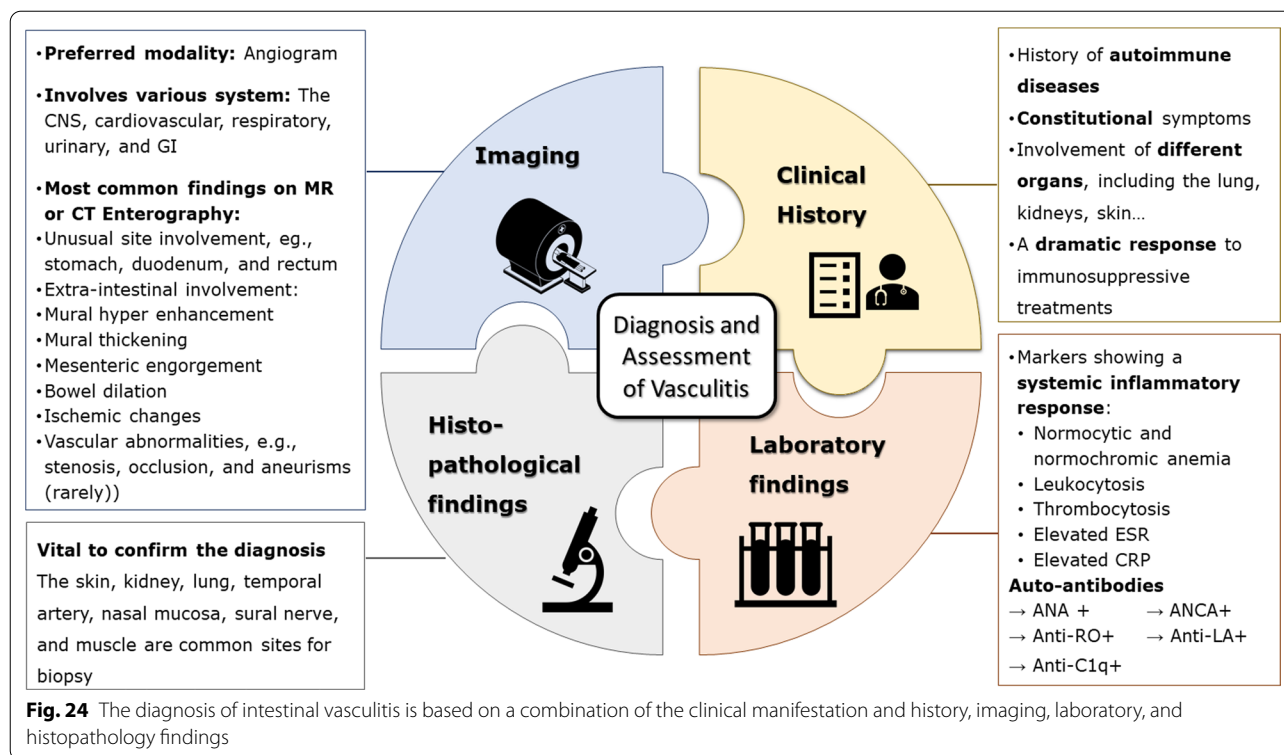 •Preferred modality: Angiogram
•Involves various system: The
CNS, cardiovascular, respiratory,
urinary, and GI
•Most common findings on MR
or CT Enterography:
•Unusual site involvement, eg.,
stomach, duodenum, and rectum
•Extra-intestinal involvement:
•Mural hyper enhancement
•Mural thickening
•Mesenteric engorgement
•Bowel dilation
•Ischemic changes
•Vascular abnormalities, e.g.,
stenosis, occlusion, and aneurisms
(rarely))
Vital to confirm the diagnosis
The skin, kidney, lung, temporal
artery, nasal mucosa, sural nerve,
and muscle are common sites for
biopsy
Imaging
Clinical
History
Diagnosis and
Assessment
of Vasculitis
Histo-
pathological
findings
Laboratory
findings
•History of autoimmune
diseases
•Constitutional symptoms
•Involvement of different
organs, including the lung,
kidneys, skin…
•A dramatic response to
immunosuppressive
treatments
•Markers showing a
systemic inflammatory
response:
• Normocytic and
normochromic anemia
• Leukocytosis
• Thrombocytosis
• Elevated ESR
• Elevated CRP
Auto-antibodies
→ ANA + → ANCA+
→ Anti-RO+ → Anti-LA+
→ Anti-C1q+
Fig. 24 The diagnosis of intestinal vasculitis is based on a combination of the clinical manifestation and history, imaging, laboratory, and
histopathology findings